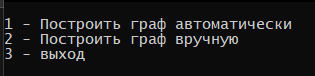 1 - Построить граф автоматически
2 - Построить граф вручную
3 - выход